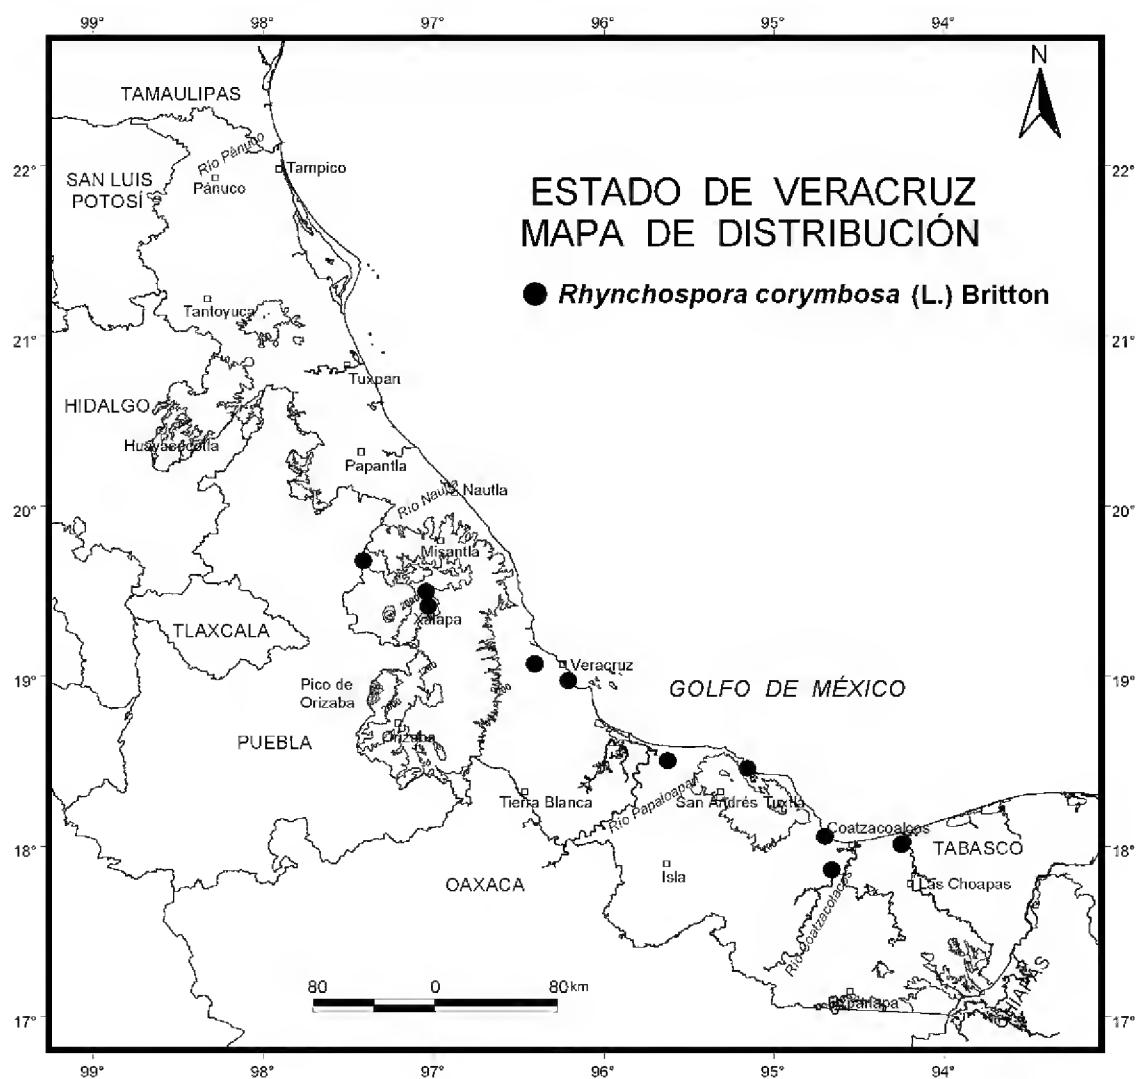 99° 98° 97° 96° 95° 94°
N
TAMAULIPAS
Río Pánuco
22° Tampico 22°
SAN LUIS
POTOSÍ
Pánuco
ESTADO DE VERACRUZ
MAPA DE DISTRIBUCIÓN
Rhynchospora corymbosa (L.) Britton
Tantoyuca
21° 21°
Tuxpan
HIDALGO
Huayacocotla
Papantla
Río Nautla
Nautla
20° 20°
Misantla
2000
Xalapa
TLAXCALA
Veracruz
19° 19°
Pico de
Orizaba
GOLFO DE MÉXICO
Orizaba
PUEBLA
Tierra Blanca
Río Papaloapan
San Andrés Tuxtla
Coatzacoalcos
18° 18°
TABASCO
OAXACA
Isla
Las Choapas
Río Coatzacoalcos
CHIAPAS
80 0 80 km
17° 17°
99° 98° 97° 96° 95° 94°